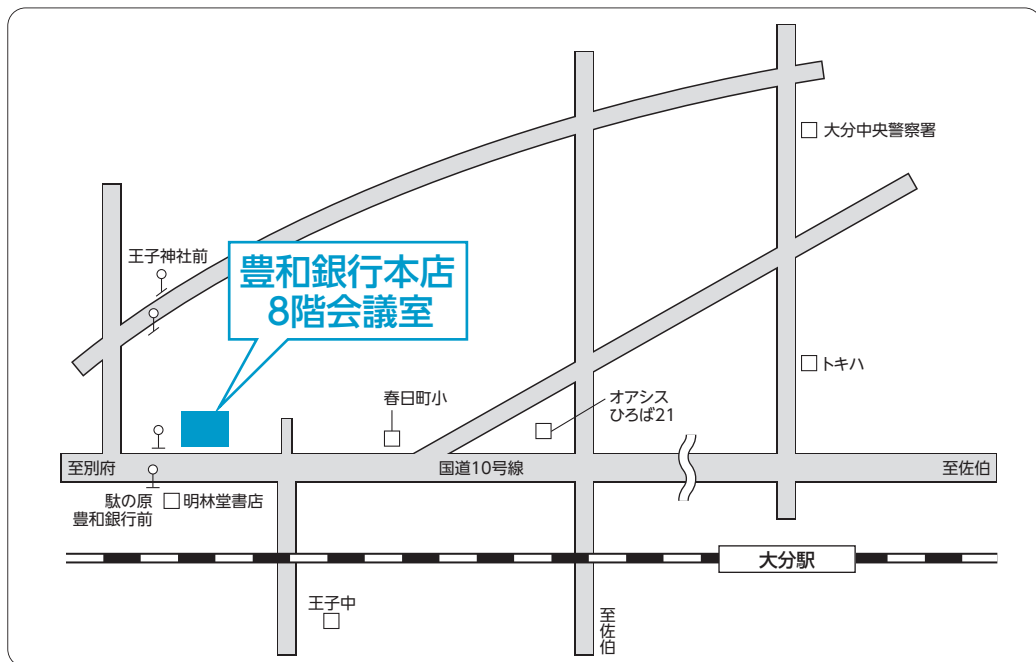 大分中央警察署
王子神社前
豊和銀行本店
8階会議室
トキハ
春日町小
オアシス
ひろば21
至別府
国道10号線
至佐伯
駄の原
豊和銀行前
明林堂書店
大分駅
王子中
至佐伯